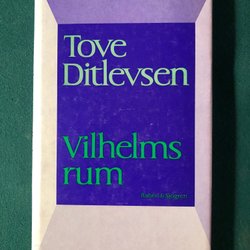 Tove
Ditlevsen
Vilhelms
rum
Rabén & Sjögren